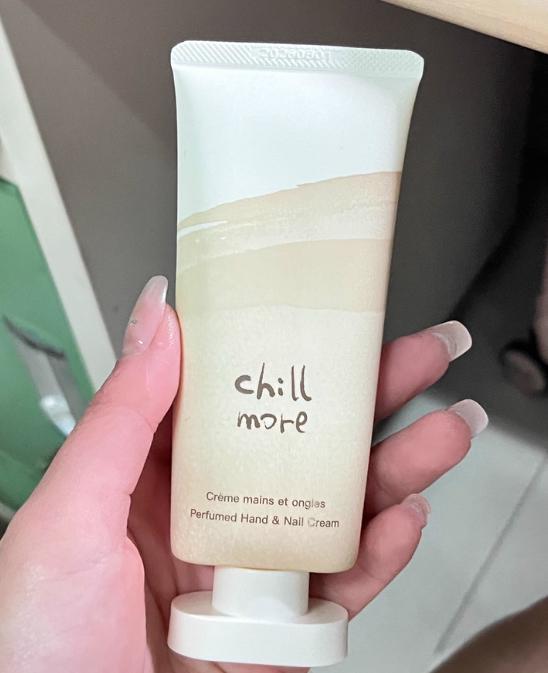 chill
more
Crème mains et ongles
Perfumed Hand & Nail Cream